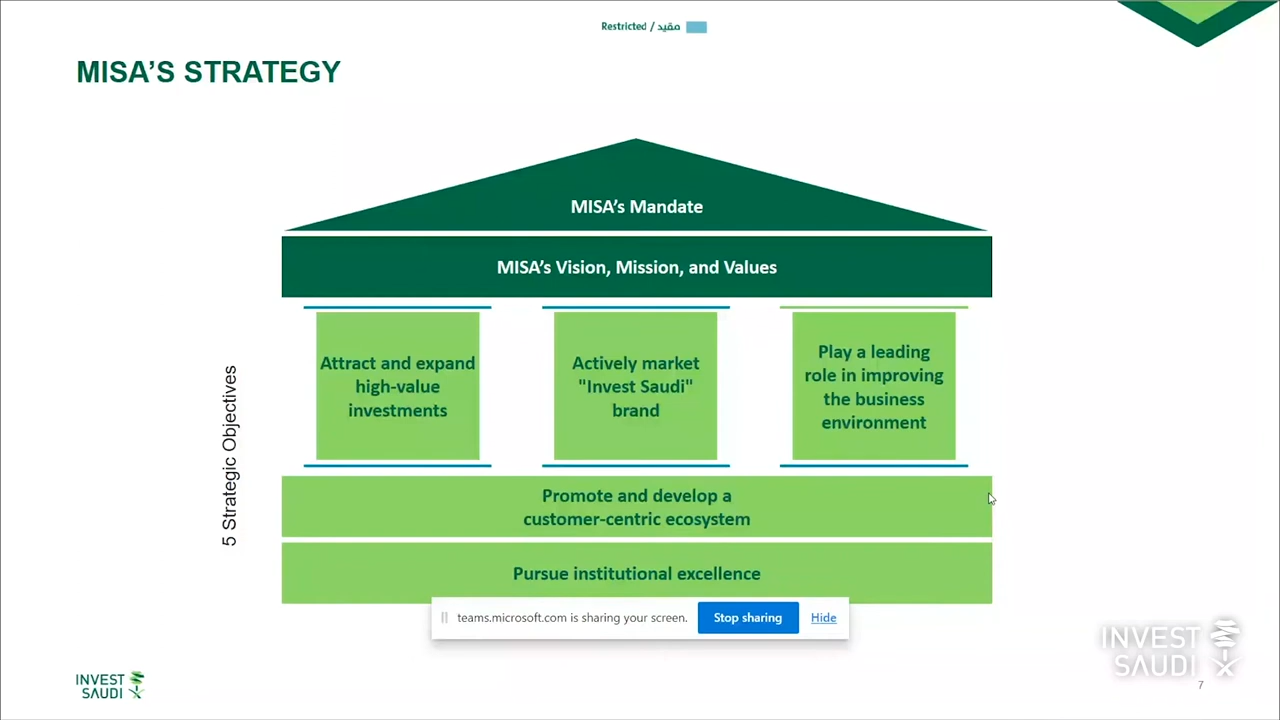 Restricted / مقيد
MISA’S STRATEGY
MISA’s Mandate
MISA’s Vision, Mission, and Values
5 Strategic Objectives
Attract and expand
high-value
investments
Actively market
"Invest Saudi"
brand
Play a leading
role in improving
the business
environment
Promote and develop a
customer-centric ecosystem
Pursue institutional excellence
teams.microsoft.com is sharing your screen.
Stop sharing
Hide
INVEST
SAUDI
INVEST
SAUDI
7